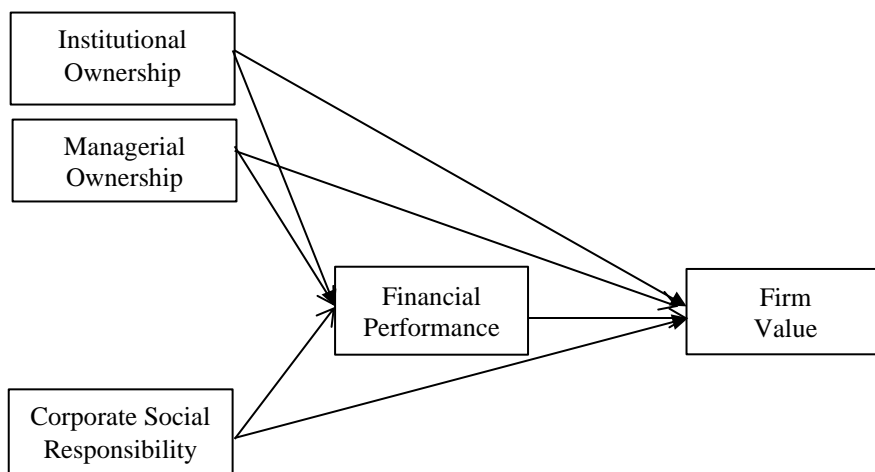 Institutional
Ownership
Managerial
Ownership
Financial
Performance
Firm
Value
Corporate Social
Responsibility